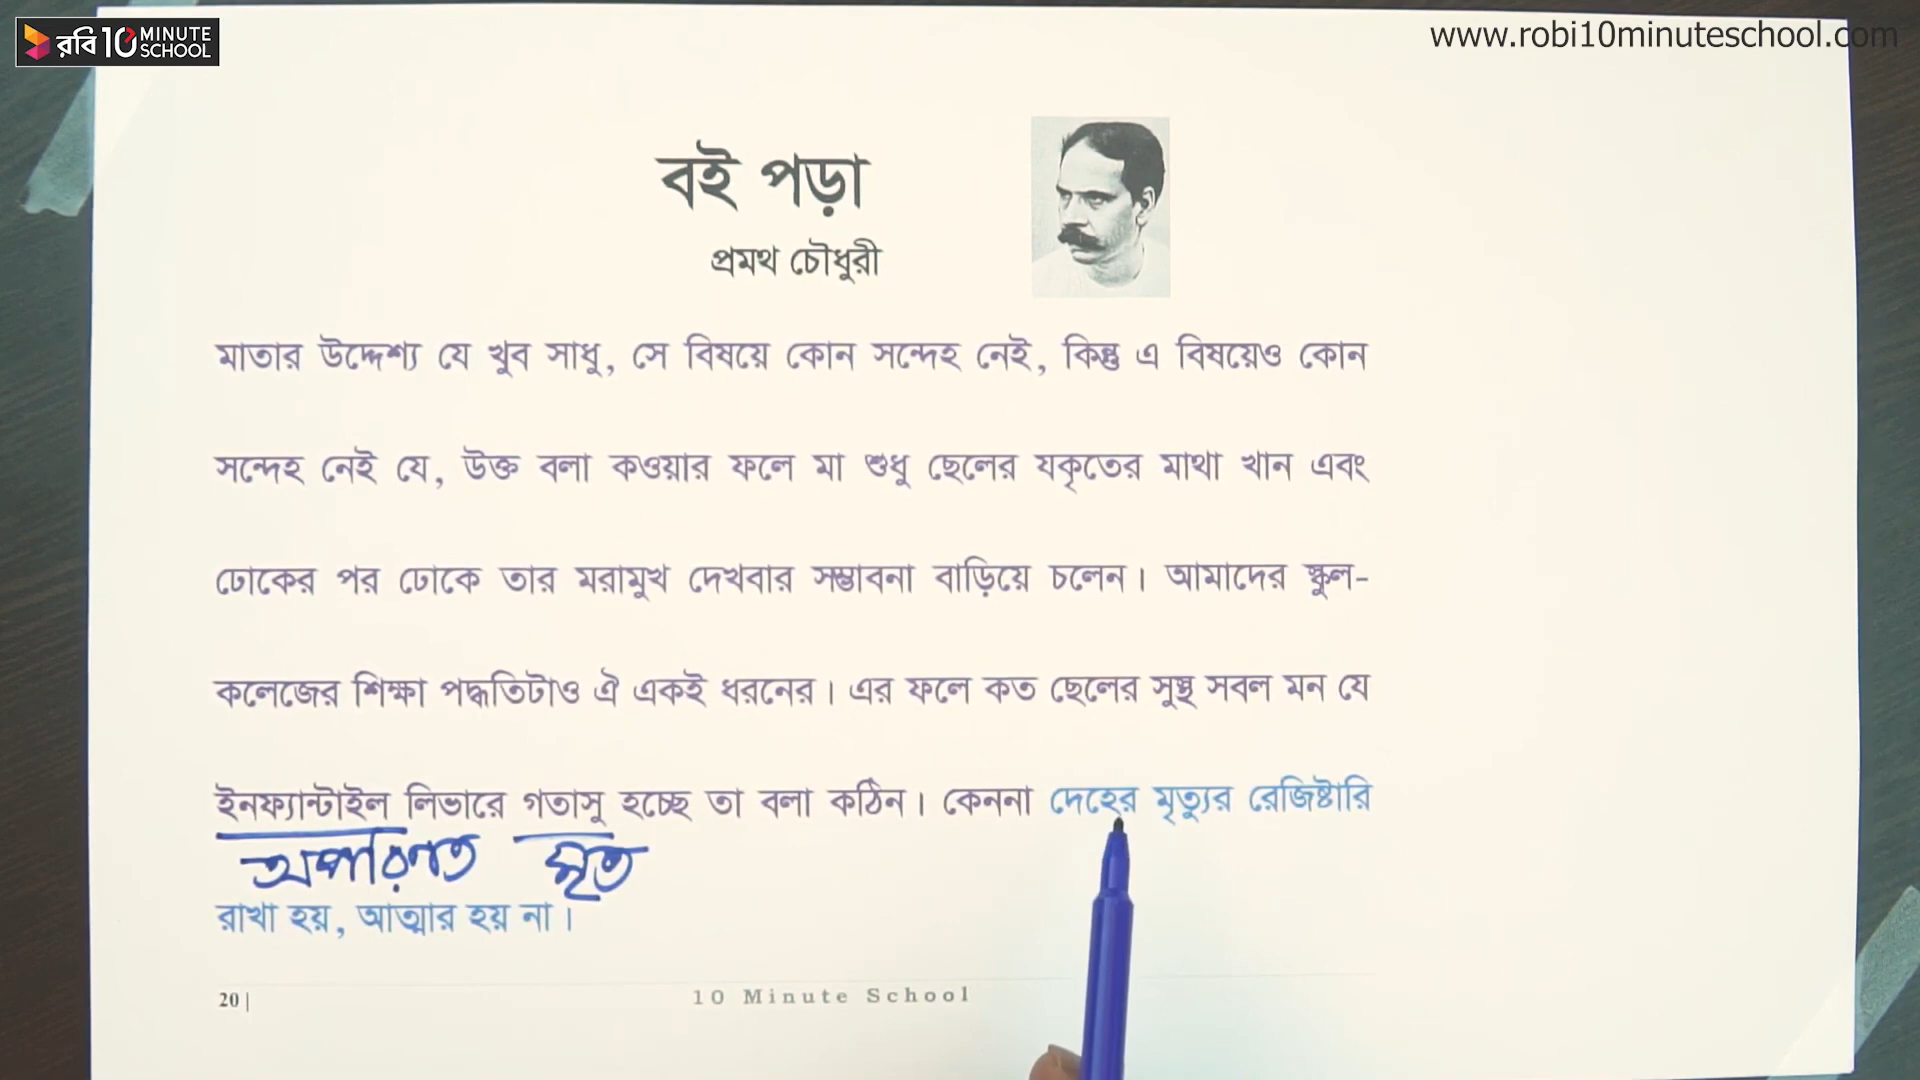 রবি 10 MINUTE SCHOOL
www.robi10minuteschool.com
বই পড়া
প্রমথ চৌধুরী
মাতার উদ্দেশ্য যে খুব সাধু, সে বিষয়ে কোন সন্দেহ নেই, কিন্তু এ বিষয়েও কোন
সন্দেহ নেই যে, উক্ত বলা কওয়ার ফলে মা শুধু ছেলের যকৃতের মাথা খান এবং
ঢোকের পর ঢোকে তার মরামুখ দেখবার সম্ভাবনা বাড়িয়ে চলেন। আমাদের স্কুল-
কলেজের শিক্ষা পদ্ধতিটাও ঐ একই ধরনের। এর ফলে কত ছেলের সুস্থ সবল মন যে
ইনফ্যান্টাইল লিভারে গতাসু হচ্ছে তা বলা কঠিন। কেননা দেহের মৃত্যুর রেজিষ্টারি
অপরিণত মৃত
রাখা হয়, আত্মার হয় না।
20|
10 Minute School